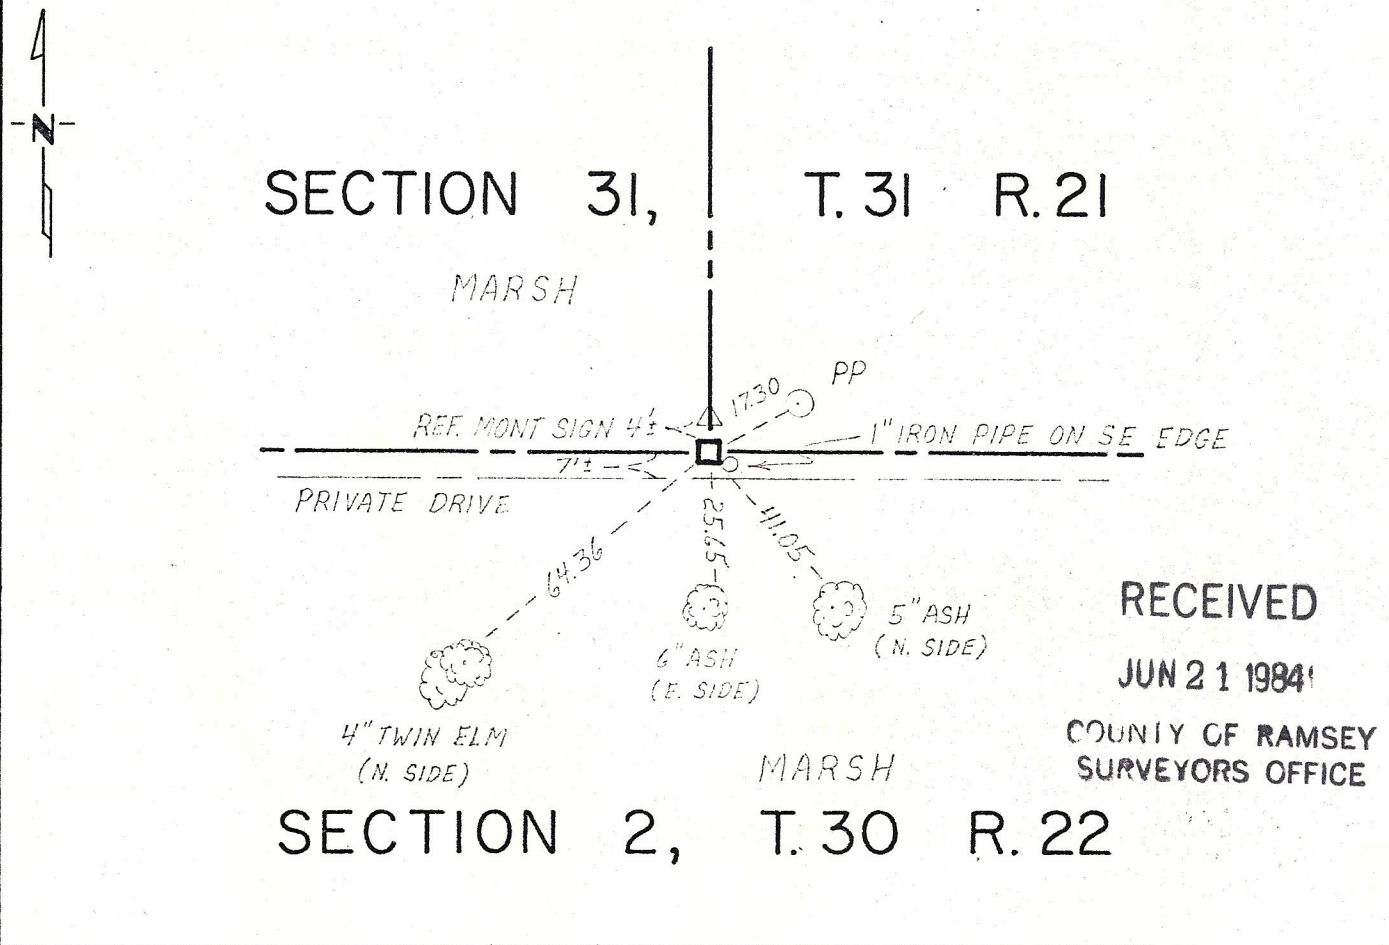 N
SECTION 31, T. 31 R. 21
MARSH
PP
17.30
REF. MONT SIGN 4'±
1" IRON PIPE ON SE EDGE
7'±
PRIVATE DRIVE
64.36
25.65
41.05
5" ASH
(N. SIDE)
6" ASH
(E. SIDE)
4" TWIN ELM
(N. SIDE)
MARSH
RECEIVED
JUN 21 1984
COUNTY OF RAMSEY
SURVEYORS OFFICE
SECTION 2, T. 30 R. 22